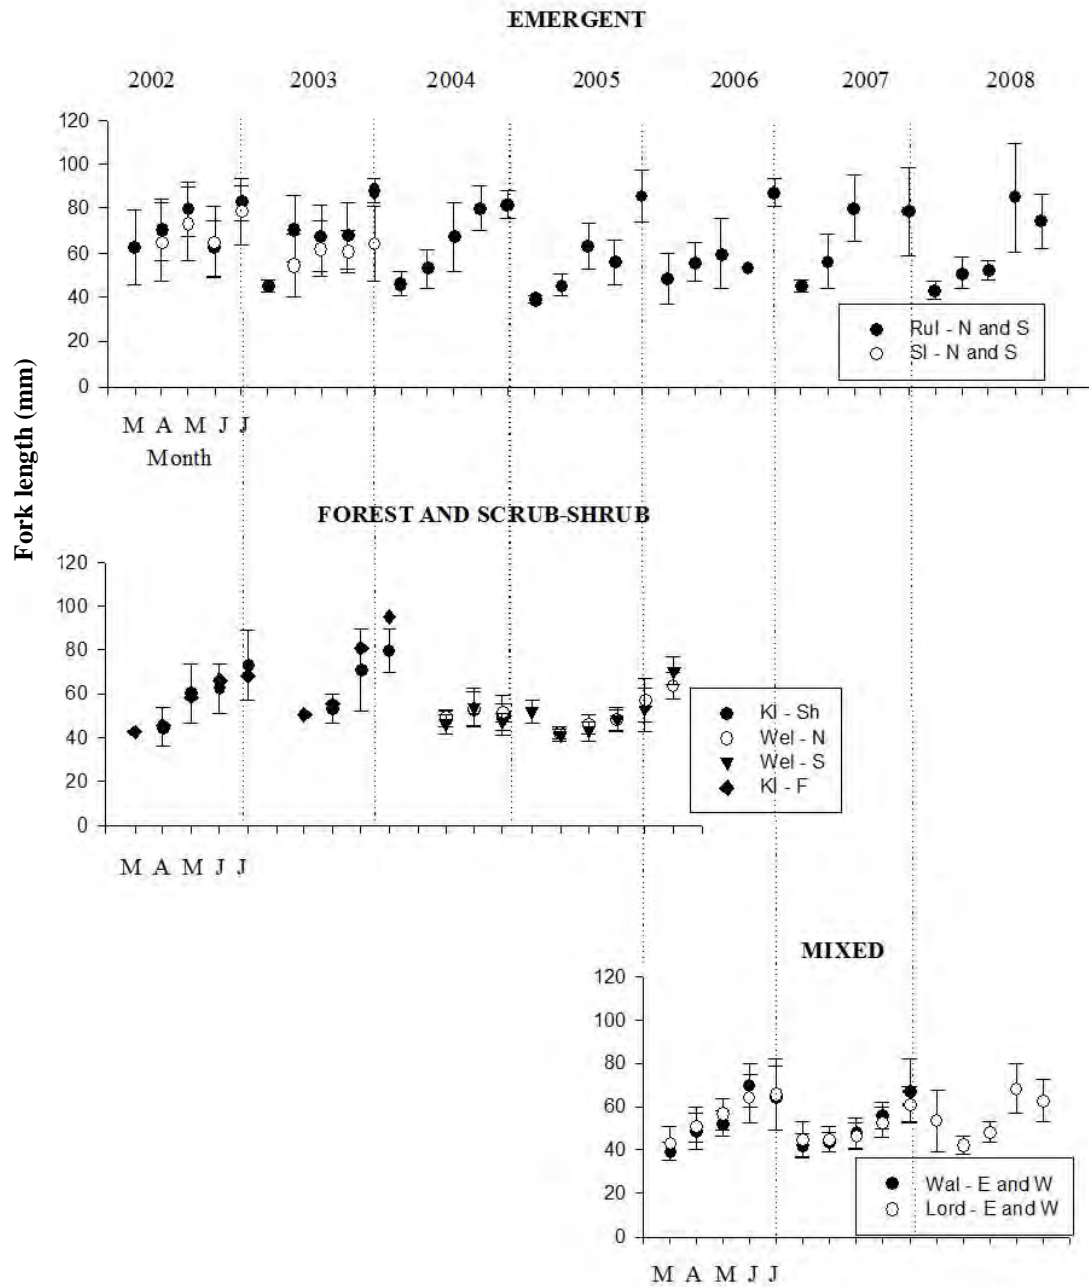 EMERGENT
2002 2003 2004 2005 2006 2007 2008
120
100
80
60
40
20
0
Rul - N and S
Sl - N and S
M A M J J
Month
Fork length (mm)
FOREST AND SCRUB-SHRUB
120
100
80
60
40
20
0
Kl - Sh
Wel - N
Wel - S
Kl - F
M A M J J
MIXED
120
100
80
60
40
20
0
Wal - E and W
Lord - E and W
M A M J J